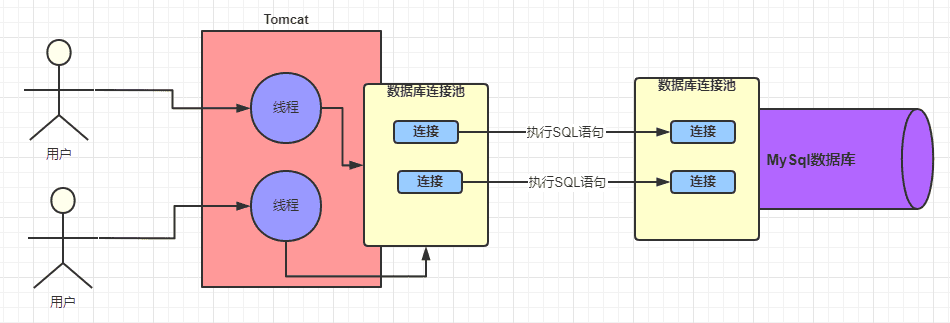 Tomcat
用户
线程
数据库连接池
连接
执行SQL语句
数据库连接池
连接
连接
执行SQL语句
连接
MySql数据库
用户
线程